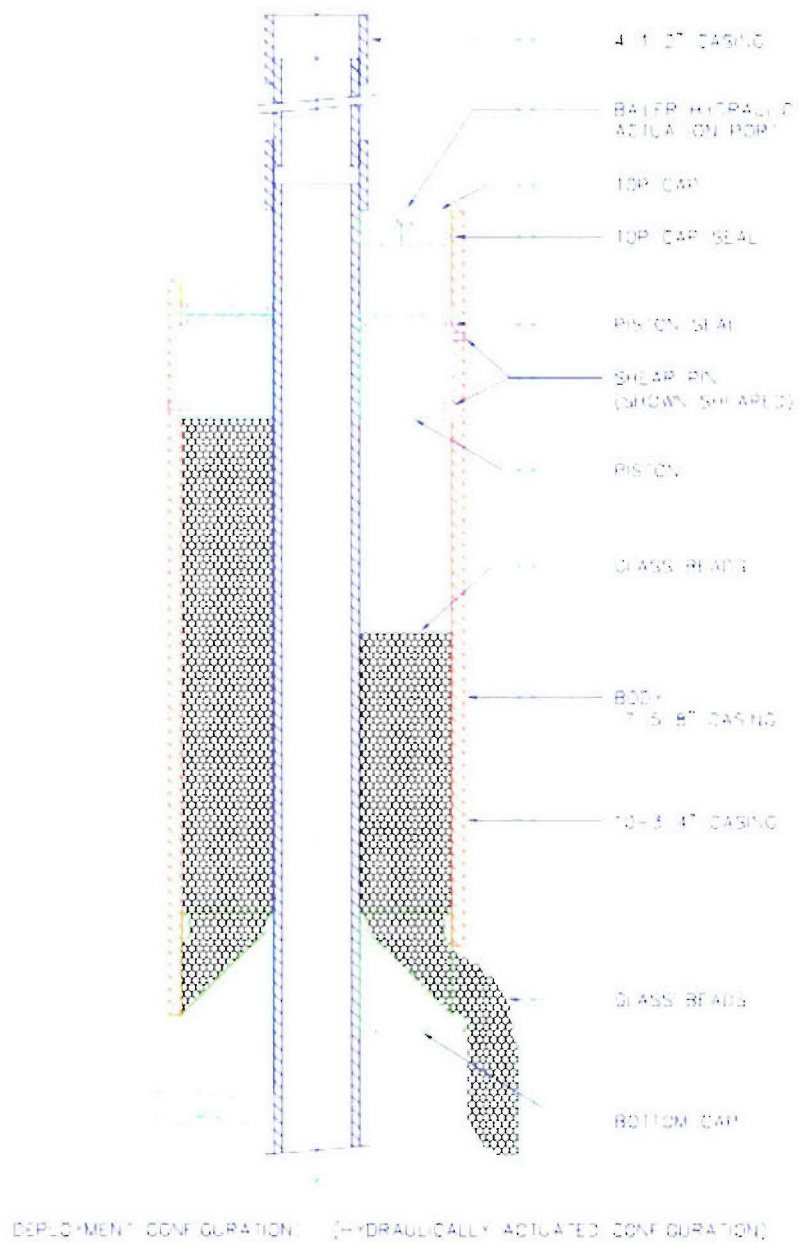 4 1/2" CASING
BAILER HYDRAULIC
ACTUATION PORT
TOP CAP
TOP CAP SEAL
PISTON SEAL
SHEAR PIN
(SHOWN SHEARED)
PISTON
GLASS BEADS
BODY
7 5/8" CASING
10-3/4" CASING
GLASS BEADS
BOTTOM CAP
DEPLOYMENT CONFIGURATION) (HYDRAULICALLY ACTUATED CONFIGURATION)